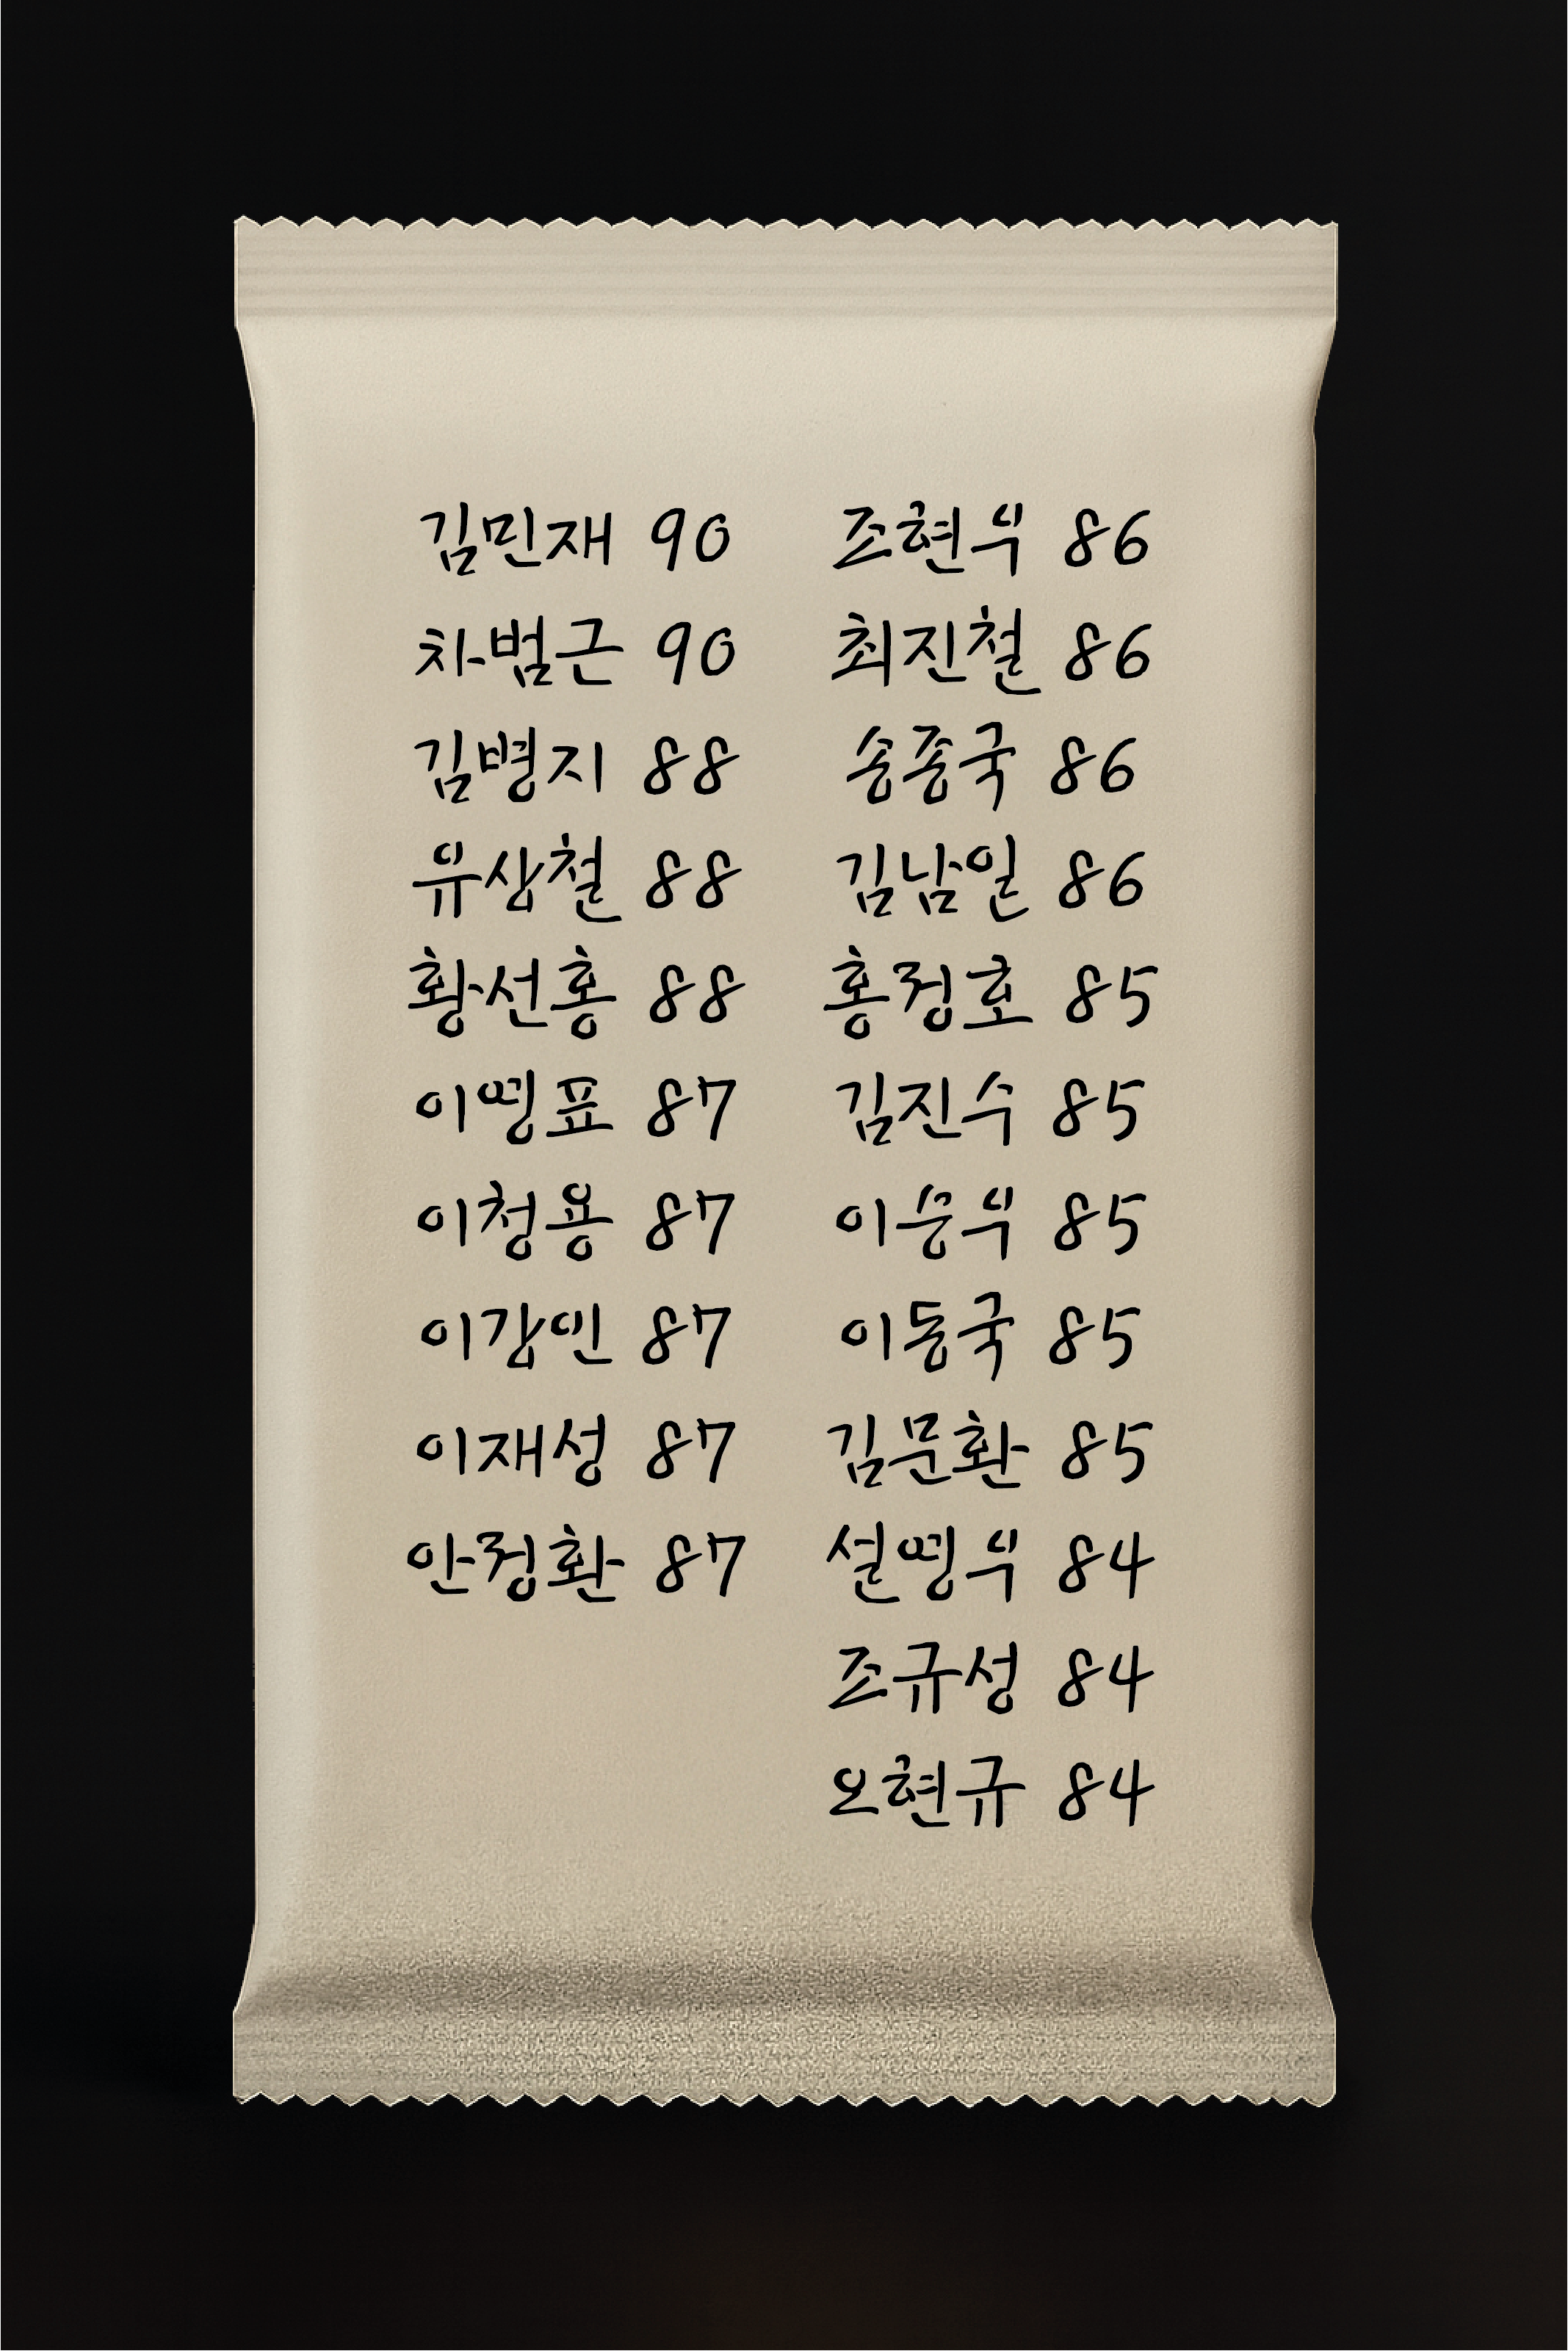 김민재 90
차범근 90
김병지 88
유상철 88
황선홍 88
이영표 87
이청용 87
이강인 87
이재성 87
안정환 87
조현우 86
최진철 86
송종국 86
김남일 86
홍정호 85
김진수 85
이승우 85
이동국 85
김문환 85
설영우 84
조규성 84
오현규 84